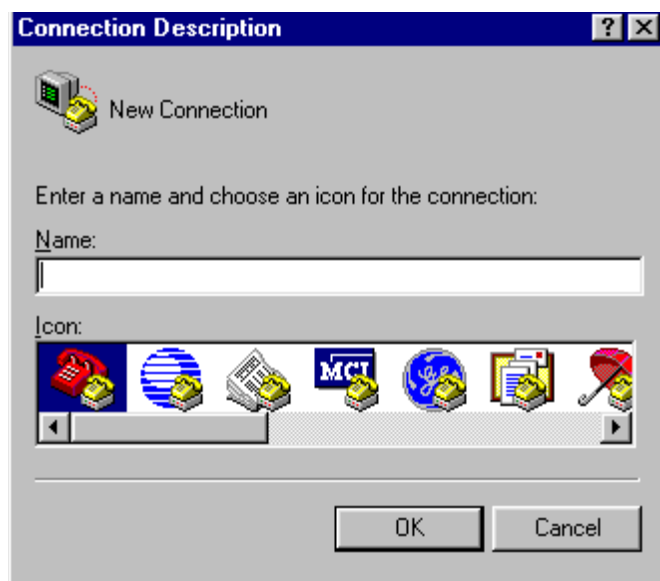 Connection Description
New Connection
Enter a name and choose an icon for the connection:
Name:
Icon:
MCI
OK
Cancel